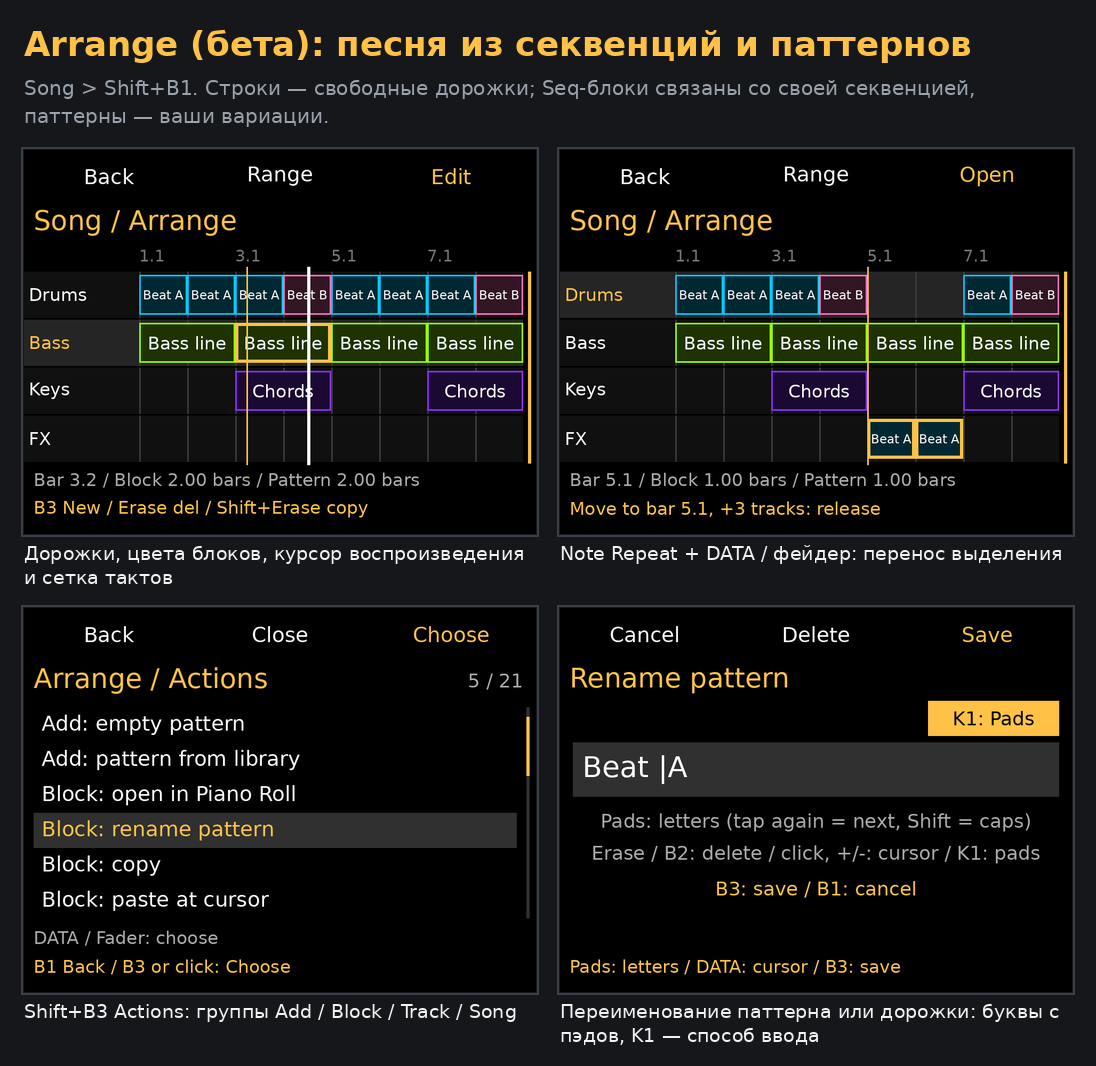 Arrange (бета): песня из секвенций и паттернов
Song > Shift+B1. Строки — свободные дорожки; Seq-блоки связаны со своей секвенцией,
паттерны — ваши вариации.
Back Range Edit
Song / Arrange
1.1 3.1 5.1 7.1
Drums Beat A Beat A Beat A Beat B Beat A Beat A Beat A Beat B
Bass Bass line Bass line Bass line Bass line
Keys Chords Chords
FX
Bar 3.2 / Block 2.00 bars / Pattern 2.00 bars
B3 New / Erase del / Shift+Erase copy
Дорожки, цвета блоков, курсор воспроизведения
и сетка тактов
Back Range Open
Song / Arrange
1.1 3.1 5.1 7.1
Drums Beat A Beat A Beat A Beat B Beat A Beat B
Bass Bass line Bass line Bass line Bass line
Keys Chords Chords
FX Beat A Beat A
Bar 5.1 / Block 1.00 bars / Pattern 1.00 bars
Move to bar 5.1, +3 tracks: release
Note Repeat + DATA / фейдер: перенос выделения
Back Close Choose
Arrange / Actions 5 / 21
Add: empty pattern
Add: pattern from library
Block: open in Piano Roll
Block: rename pattern
Block: copy
Block: paste at cursor
DATA / Fader: choose
B1 Back / B3 or click: Choose
Shift+B3 Actions: группы Add / Block / Track / Song
Cancel Delete Save
Rename pattern
K1: Pads
Beat |A
Pads: letters (tap again = next, Shift = caps)
Erase / B2: delete / click, +/-: cursor / K1: pads
B3: save / B1: cancel
Pads: letters / DATA: cursor / B3: save
Переименование паттерна или дорожки: буквы с
пэдов, K1 — способ ввода